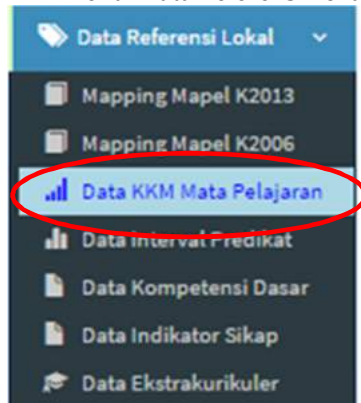 Data Referensi Lokal
Mapping Mapel K2013
Mapping Mapel K2006
Data KKM Mata Pelajaran
Data Interval Predikat
Data Kompetensi Dasar
Data Indikator Sikap
Data Ekstrakurikuler